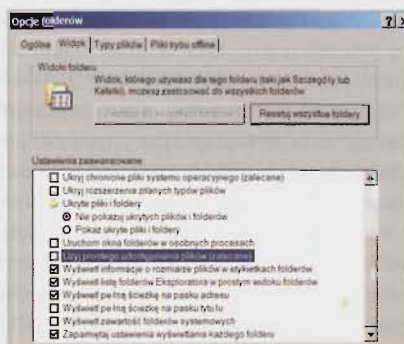 Opcje folderów
Ogólne Widok Typy plików Pliki trybu offline
Widoki folderu
Widok, którego używasz dla tego folderu (taki jak Szczegóły lub
Kafelki), możesz zastosować do wszystkich folderów.
Resetuj wszystkie foldery
Ustawienia zaawansowane:
Ukryj chronione pliki systemu operacyjnego (zalecane)
Ukryj rozszerzenia znanych typów plików
Ukryte pliki i foldery
Nie pokazuj ukrytych plików i folderów
Pokaż ukryte pliki i foldery
Uruchom okna folderów w osobnych procesach
Użyj prostego udostępniania plików (zalecane)
Wyświetl informacje o rozmiarze plików w etykietkach folderów
Wyświetl listę folderów Eksploratora w prostym widoku folderów
Wyświetl pełną ścieżkę na pasku adresu
Wyświetl pełną ścieżkę na pasku tytułu
Wyświetl zawartość folderów systemowych
Zapamiętaj ustawienia wyświetlania każdego folderu